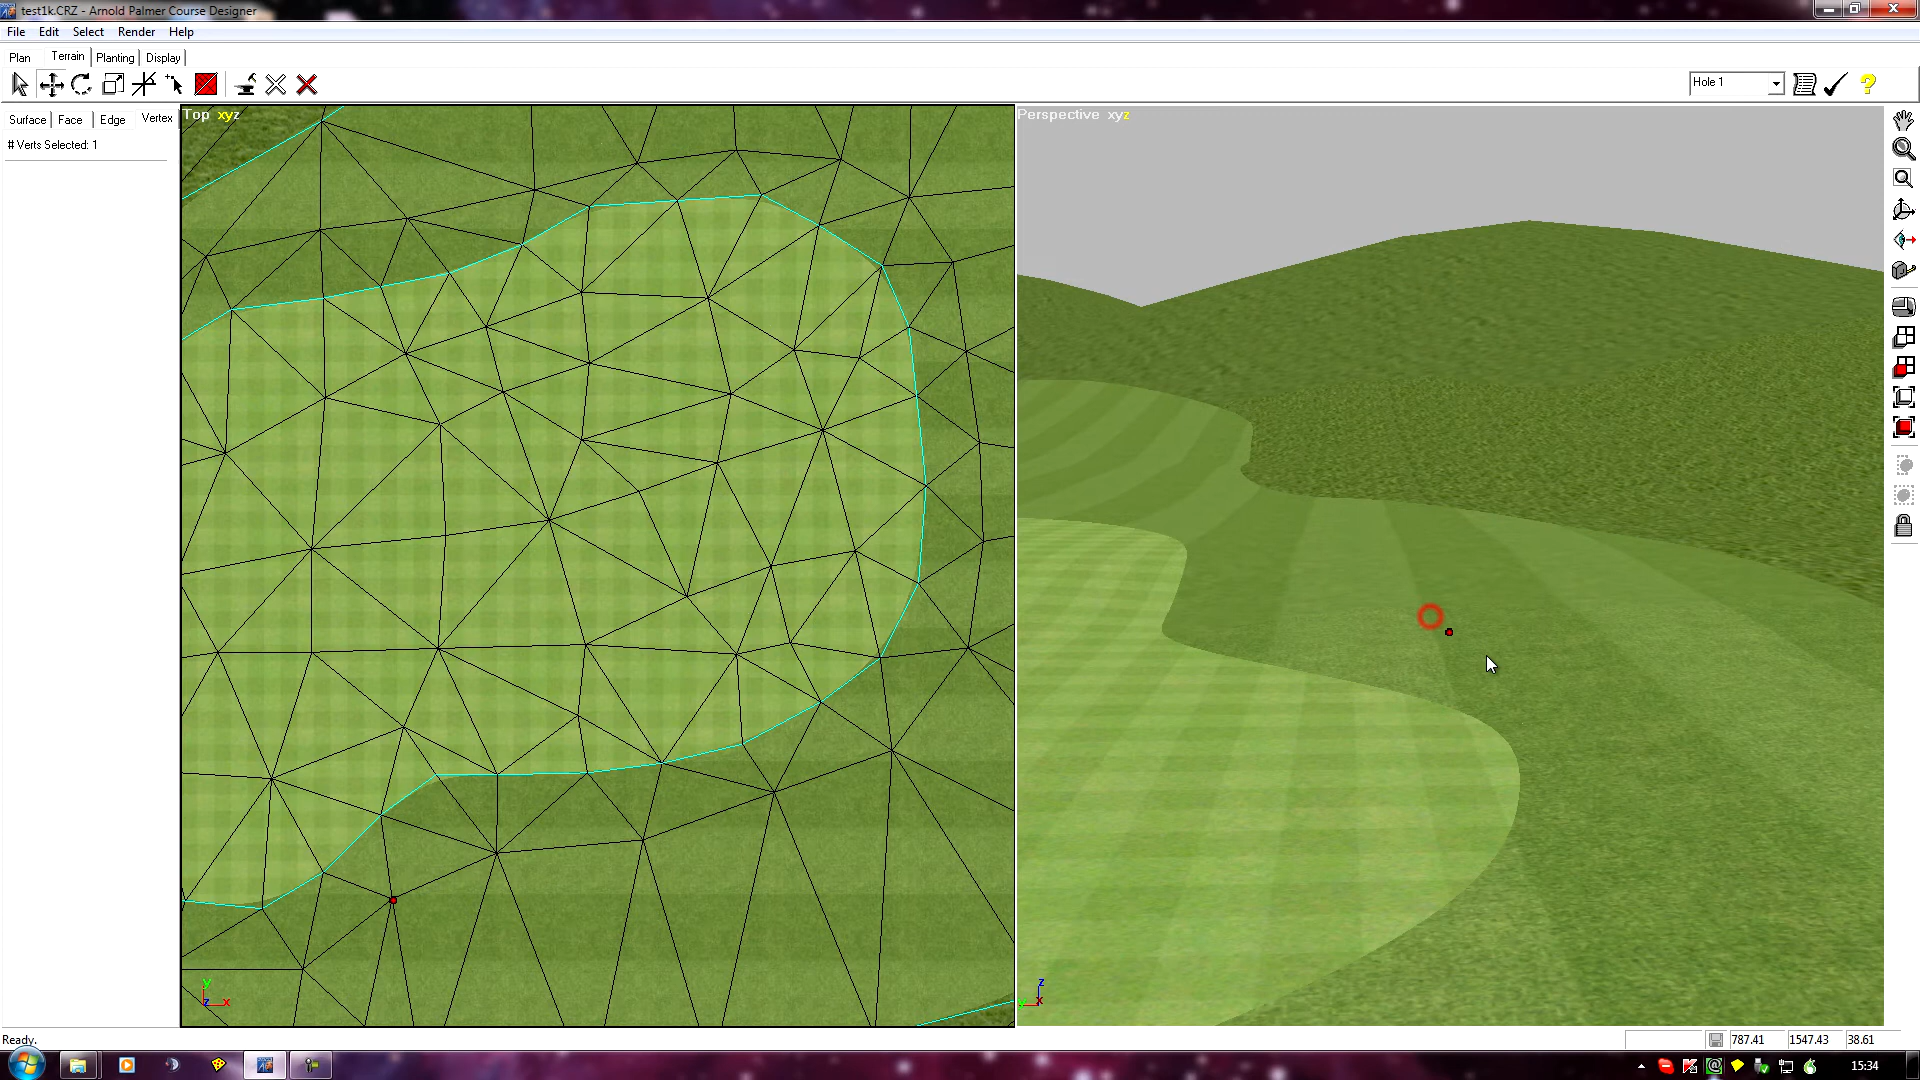 test1k.CRZ - Arnold Palmer Course Designer
File Edit Select Render Help
Plan Terrain Planting Display
Hole 1
Surface Face Edge Vertex
# Verts Selected: 1
Top xyz
Perspective xyz
y
z x
z
y x
Ready.
787.41 1547.43 38.61
15:34